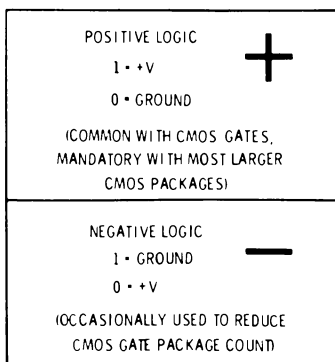 POSITIVE LOGIC
1 = +V
0 = GROUND
(COMMON WITH CMOS GATES,
MANDATORY WITH MOST LARGER
CMOS PACKAGES)
+
NEGATIVE LOGIC
1 = GROUND
0 = +V
(OCCASIONALLY USED TO REDUCE
CMOS GATE PACKAGE COUNT)
—